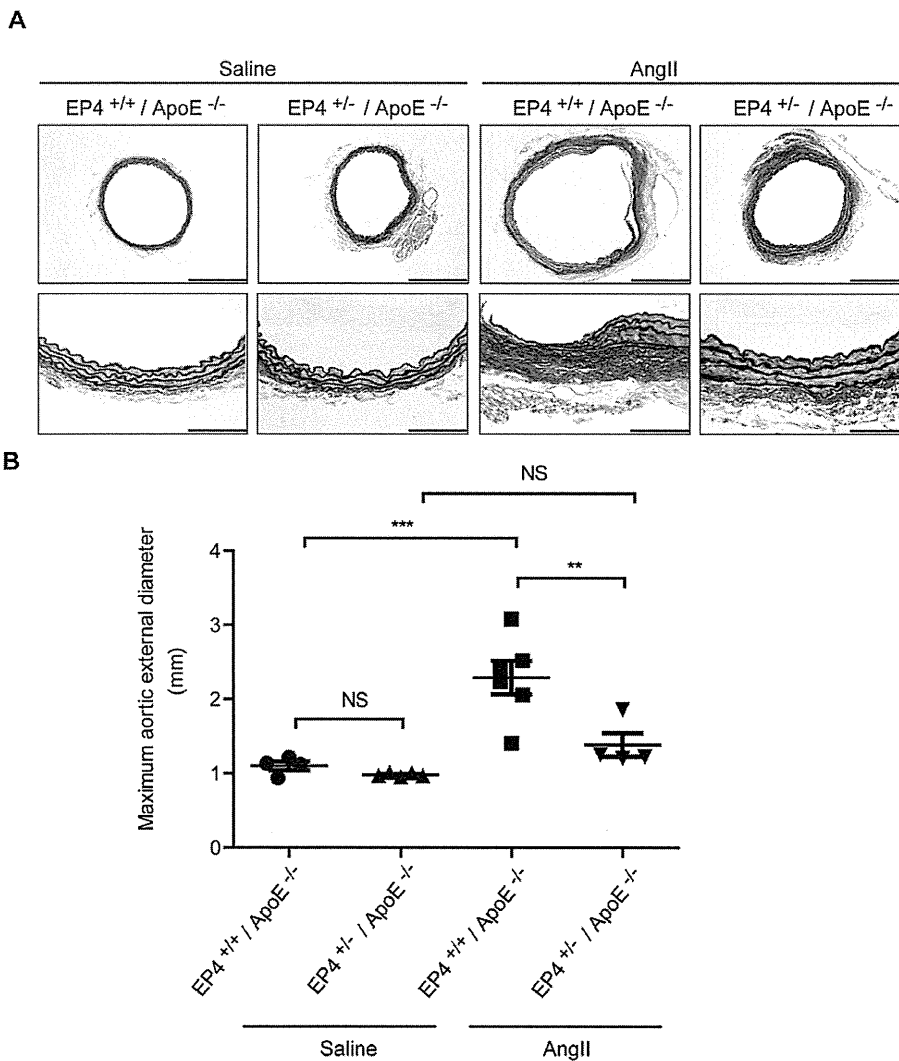 A
Saline
AngII
EP4 +/+ / ApoE -/-
EP4 +/- / ApoE -/-
EP4 +/+ / ApoE -/-
EP4 +/- / ApoE -/-
B
NS
***
**
NS
Maximum aortic external diameter
(mm)
4
3
2
1
0
EP4 +/+ / ApoE -/-
EP4 +/- / ApoE -/-
EP4 +/+ / ApoE -/-
EP4 +/- / ApoE -/-
Saline
AngII